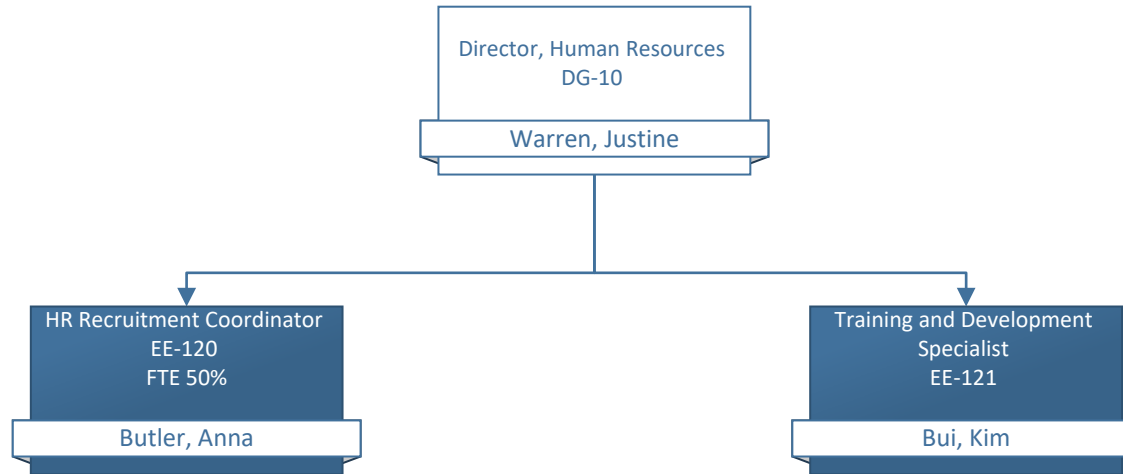 Director, Human Resources
DG-10
Warren, Justine
HR Recruitment Coordinator
EE-120
FTE 50%
Butler, Anna
Training and Development
Specialist
EE-121
Bui, Kim